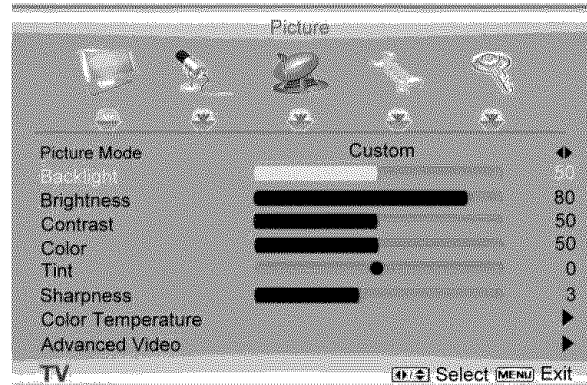 Picture
Picture Mode Custom
Backlight 50
Brightness 80
Contrast 50
Color 50
Tint 0
Sharpness 3
Color Temperature
Advanced Video
TV Select MENU Exit